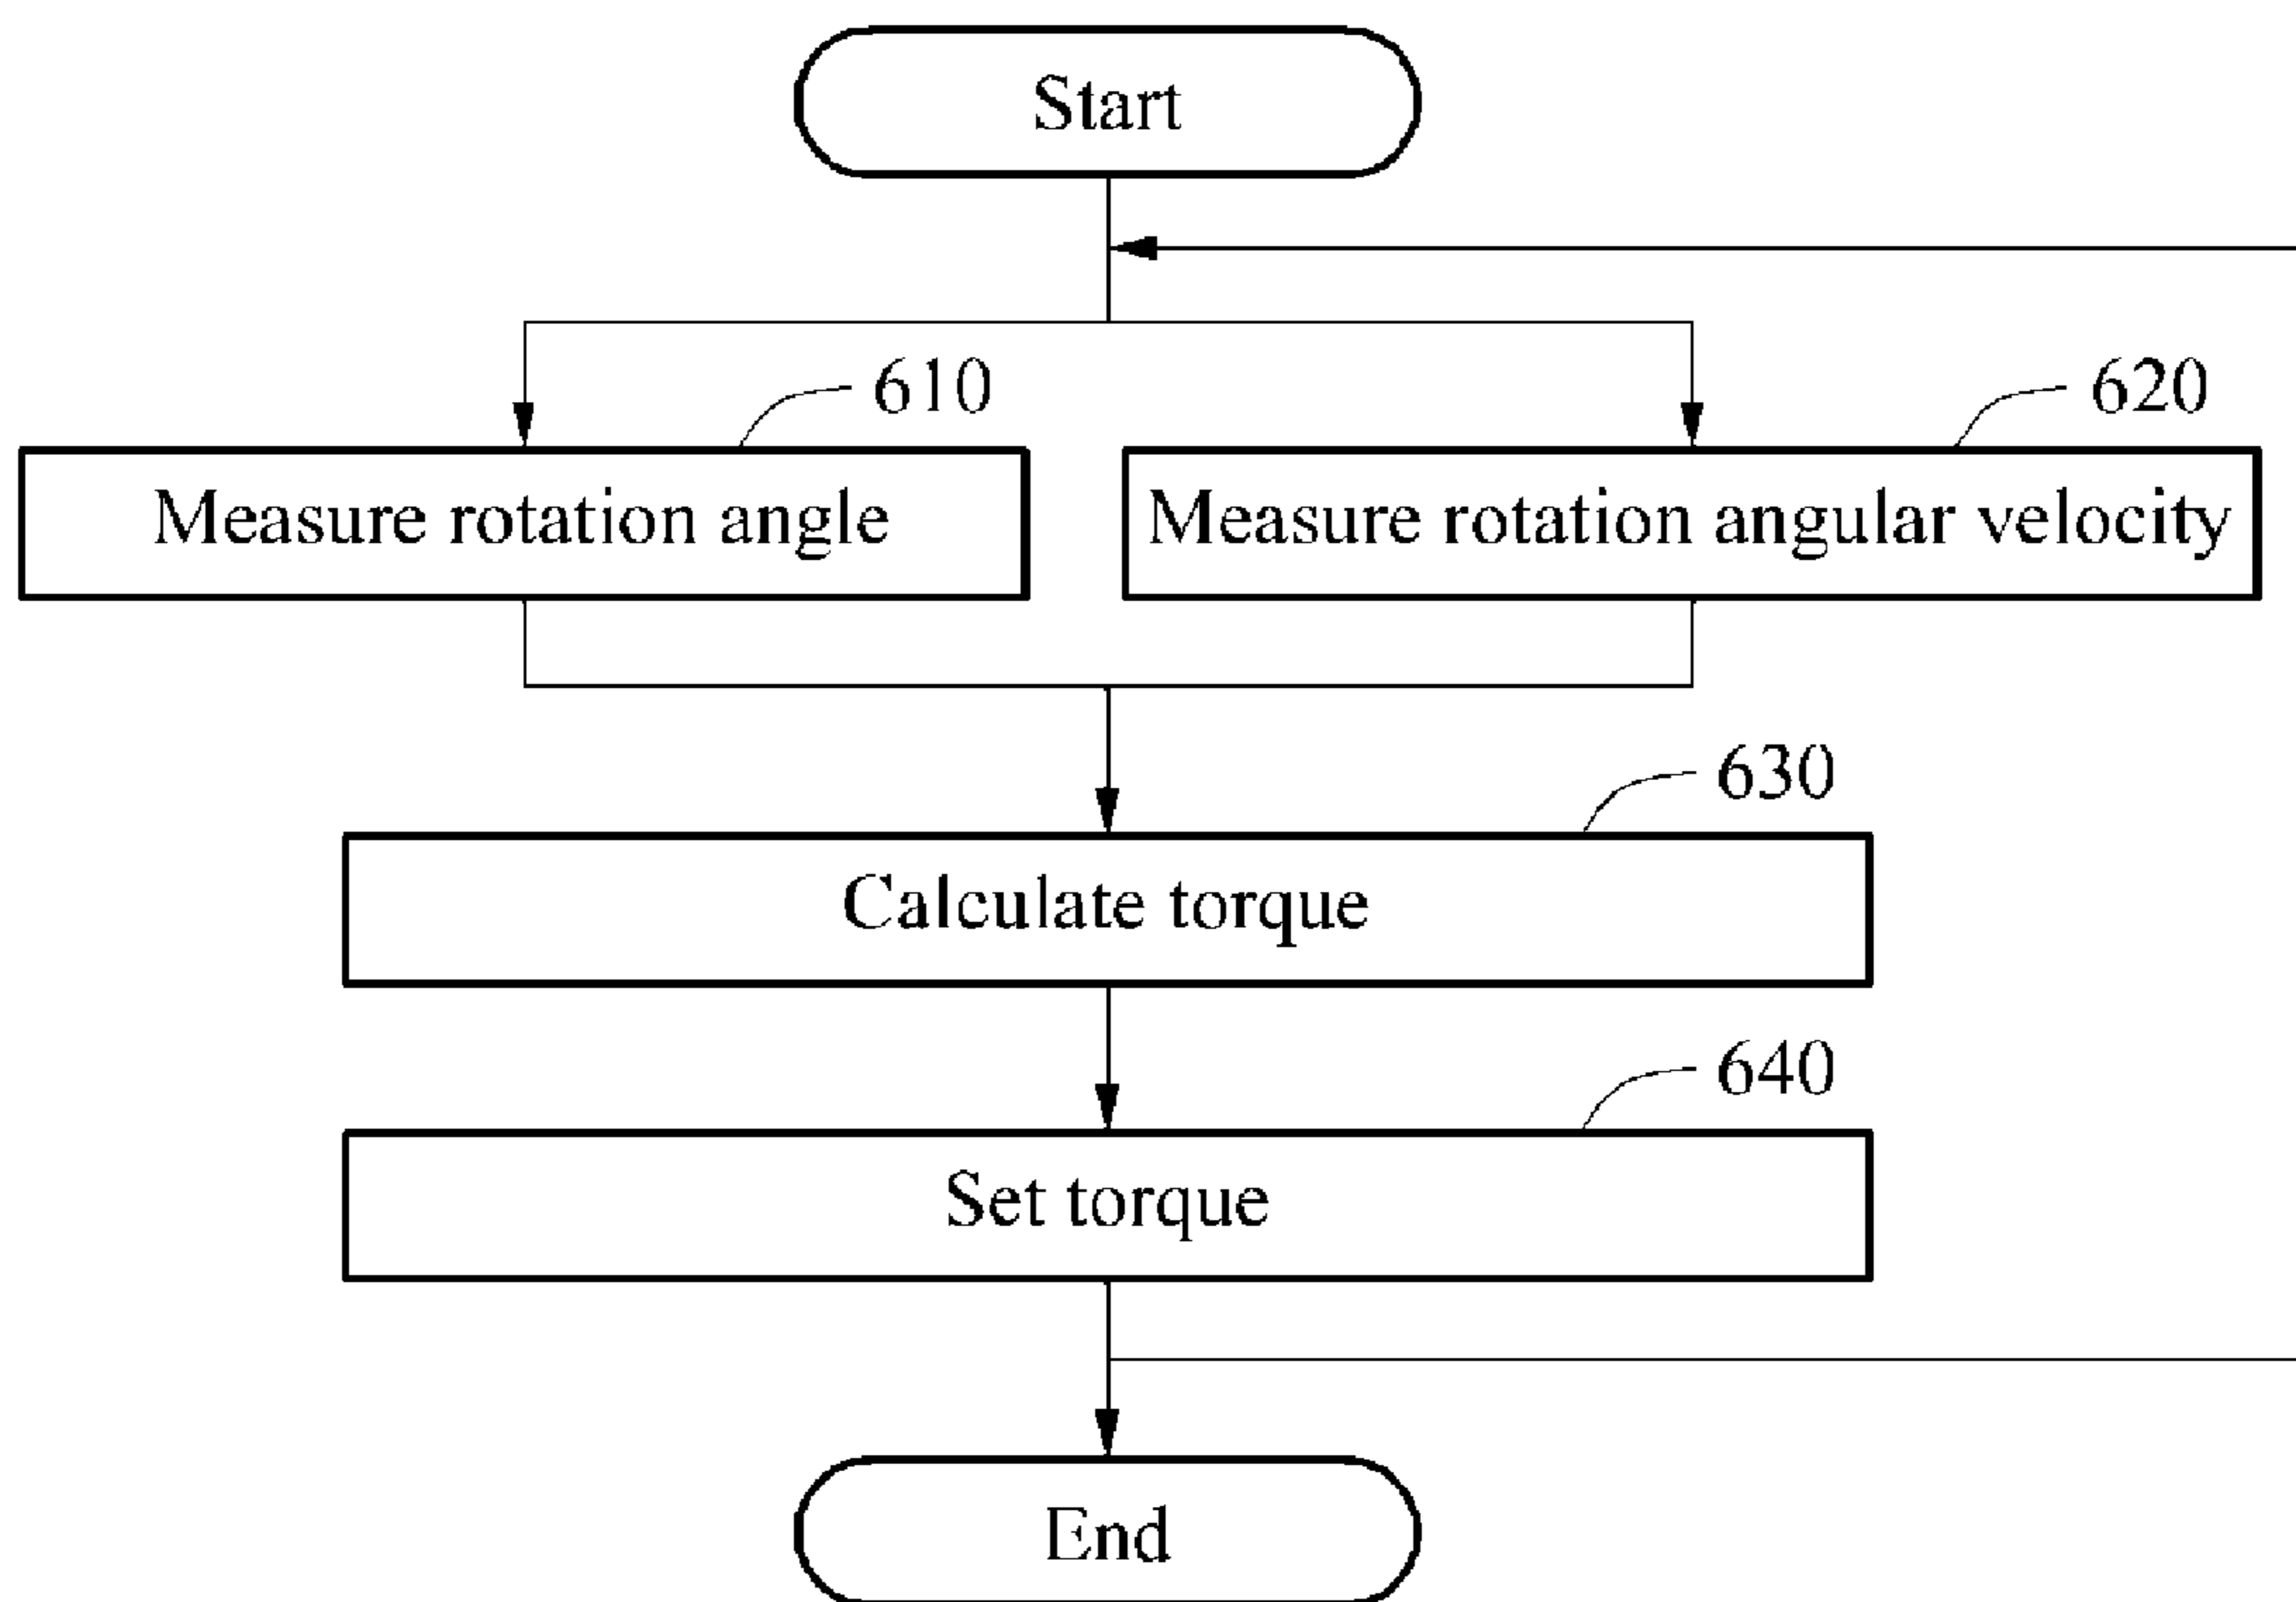 Start
610
620
Measure rotation angle
Measure rotation angular velocity
630
Calculate torque
640
Set torque
End